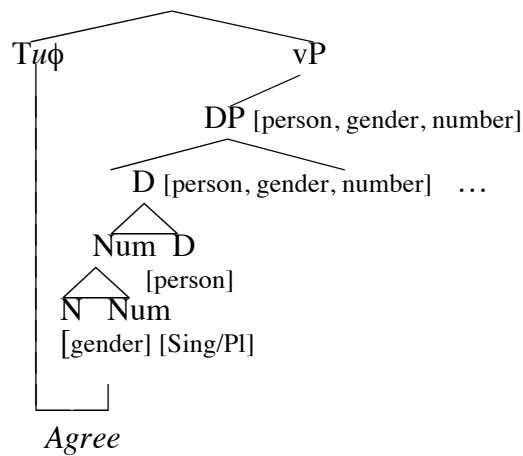 Tuϕ vP
DP [person, gender, number]
D [person, gender, number] …
Num D
[person]
N Num
[gender] [Sing/Pl]
Agree